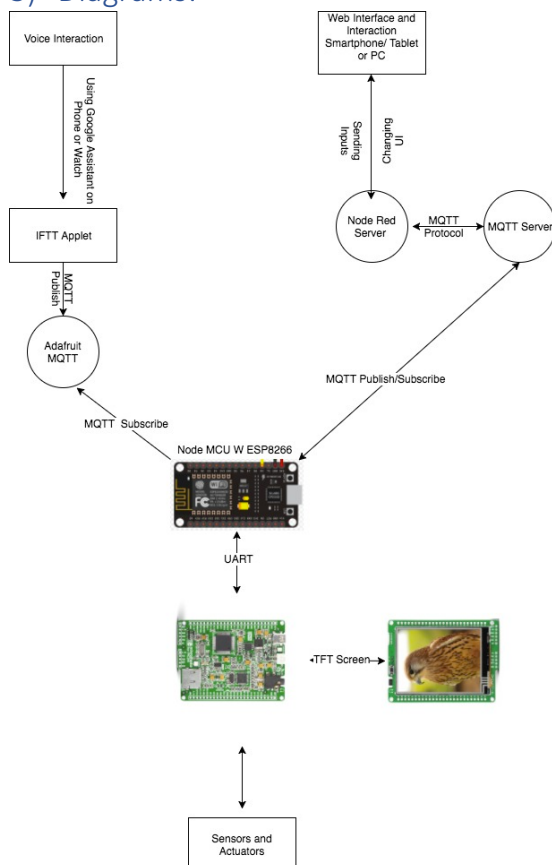 Diagrams:
Voice Interaction
Web Interface and
Interaction
Smartphone/ Tablet
or PC
Using Google Assistant on
Phone or Watch
Sending
Inputs
Changing
UI
IFTT Applet
Node Red
Server
MQTT
Protocol
MQTT Server
MQTT
Publish
Adafruit
MQTT
MQTT Publish/Subscribe
MQTT Subscribe
Node MCU W ESP8266
UART
TFT Screen
Sensors and
Actuators